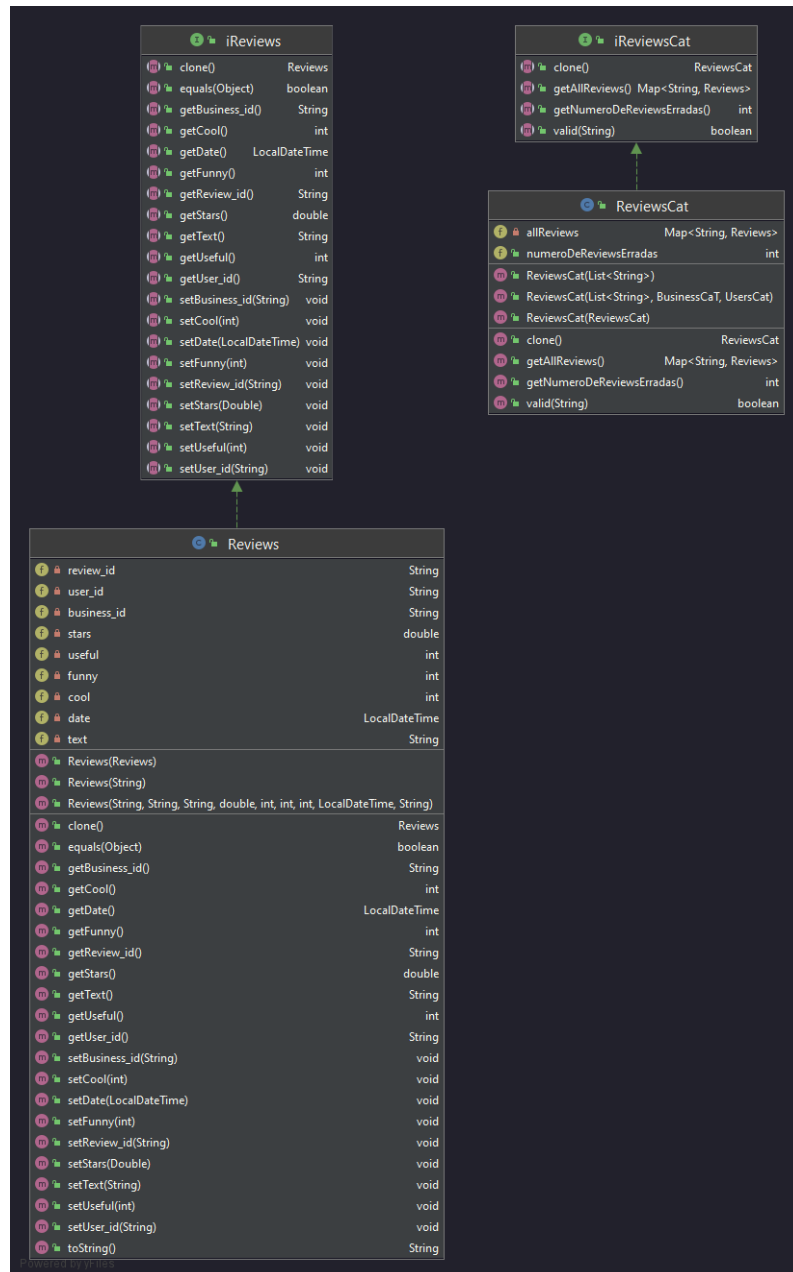 iReviews
clone() Reviews
equals(Object) boolean
getBusiness_id() String
getCool() int
getDate() LocalDateTime
getFunny() int
getReview_id() String
getStars() double
getText() String
getUseful() int
getUser_id() String
setBusiness_id(String) void
setCool(int) void
setDate(LocalDateTime) void
setFunny(int) void
setReview_id(String) void
setStars(Double) void
setText(String) void
setUseful(int) void
setUser_id(String) void
iReviewsCat
clone() ReviewsCat
getAllReviews() Map<String, Reviews>
getNumeroDeReviewsErradas() int
valid(String) boolean
ReviewsCat
allReviews Map<String, Reviews>
numeroDeReviewsErradas int
ReviewsCat(List<String>)
ReviewsCat(List<String>, BusinessCaT, UsersCat)
ReviewsCat(ReviewsCat)
clone() ReviewsCat
getAllReviews() Map<String, Reviews>
getNumeroDeReviewsErradas() int
valid(String) boolean
Reviews
review_id String
user_id String
business_id String
stars double
useful int
funny int
cool int
date LocalDateTime
text String
Reviews(Reviews)
Reviews(String)
Reviews(String, String, String, double, int, int, int, LocalDateTime, String)
clone() Reviews
equals(Object) boolean
getBusiness_id() String
getCool() int
getDate() LocalDateTime
getFunny() int
getReview_id() String
getStars() double
getText() String
getUseful() int
getUser_id() String
setBusiness_id(String) void
setCool(int) void
setDate(LocalDateTime) void
setFunny(int) void
setReview_id(String) void
setStars(Double) void
setText(String) void
setUseful(int) void
setUser_id(String) void
toString() String
Powered by yFiles